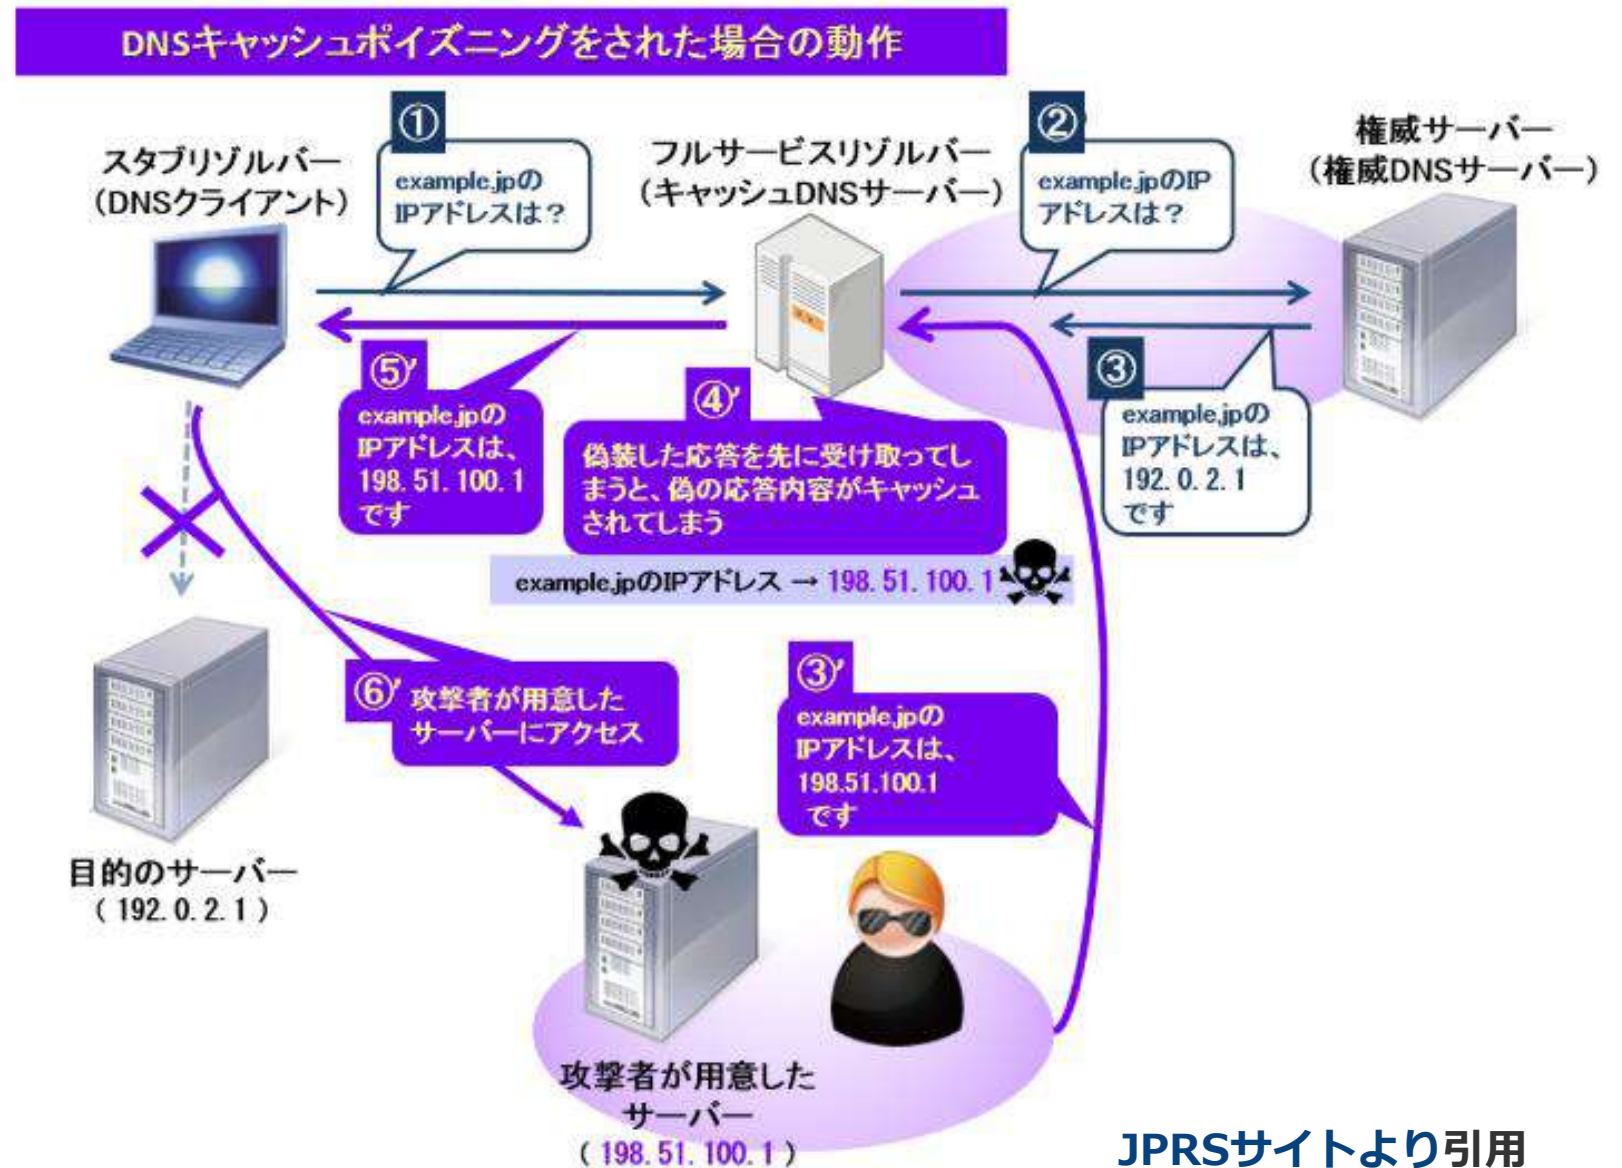 DNSキャッシュポイズニングをされた場合の動作
①
example.jpの
IPアドレスは？
スタブリゾルバー
（DNSクライアント）
フルサービスリゾルバー
（キャッシュDNSサーバー）
②
example.jpのIP
アドレスは？
権威サーバー
（権威DNSサーバー）
③
example.jpの
IPアドレスは、
192.0.2.1
です
⑤'
example.jpの
IPアドレスは、
198.51.100.1
です
④'
偽装した応答を先に受け取ってし
まうと、偽の応答内容がキャッシュ
されてしまう
example.jpのIPアドレス → 198.51.100.1
⑥'
攻撃者が用意した
サーバーにアクセス
③'
example.jpの
IPアドレスは、
198.51.100.1
です
目的のサーバー
（192.0.2.1）
攻撃者が用意した
サーバー
（198.51.100.1）
JPRSサイトより引用